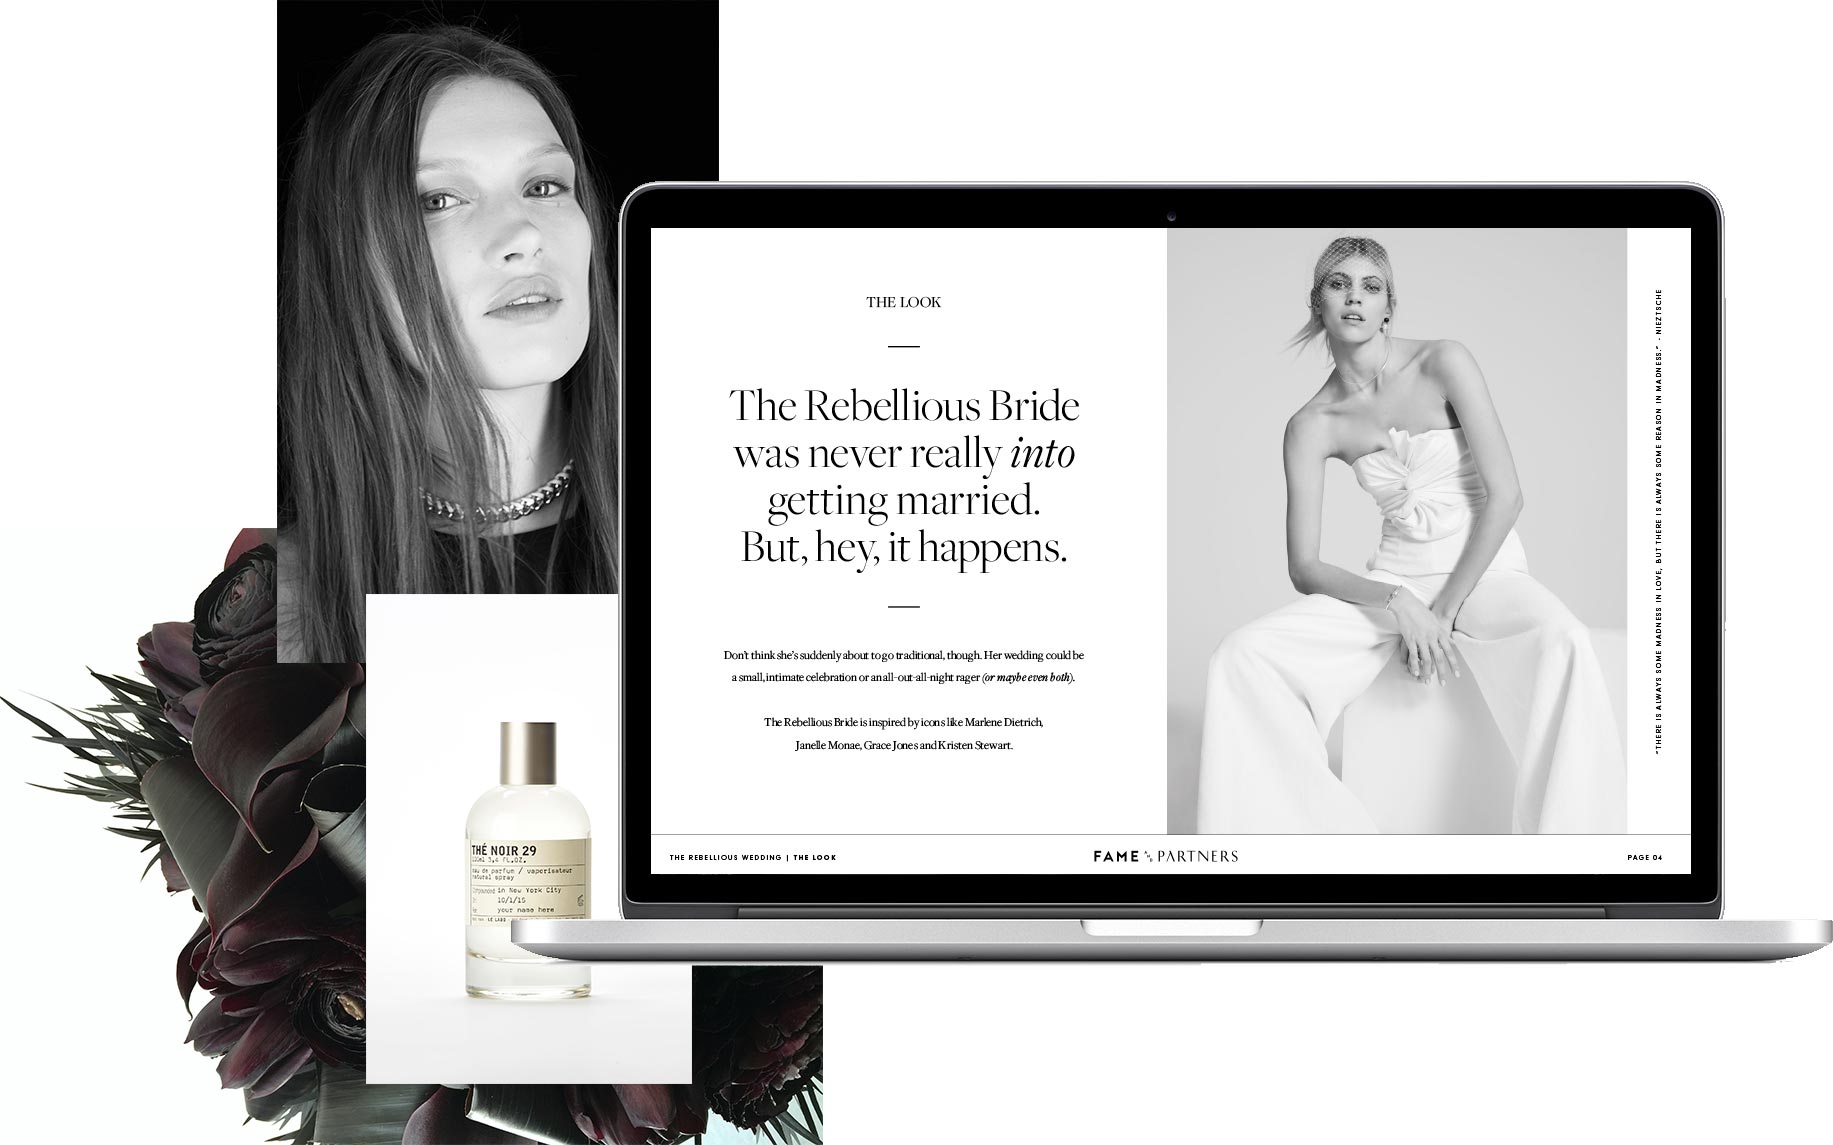 THE LOOK
The Rebellious Bride
was never really into
getting married.
But, hey, it happens.
Don't think she's suddenly about to go traditional, though. Her wedding could be
a small, intimate celebration or an all-out-all-night rager (or maybe even both).
The Rebellious Bride is inspired by icons like Marlene Dietrich,
Janelle Monae, Grace Jones and Kristen Stewart.
"THERE IS ALWAYS SOME MADNESS IN LOVE, BUT THERE IS ALWAYS SOME REASON IN MADNESS." - NIEZTSCHE
THE REBELLIOUS WEDDING | THE LOOK
FAME PARTNERS
PAGE 04
THÉ NOIR 29
100ml 3,4 FL.OZ.
eau de parfum / vaporisateur
natural spray
Compounded in New York City
10/1/15
your name here
LE LABO